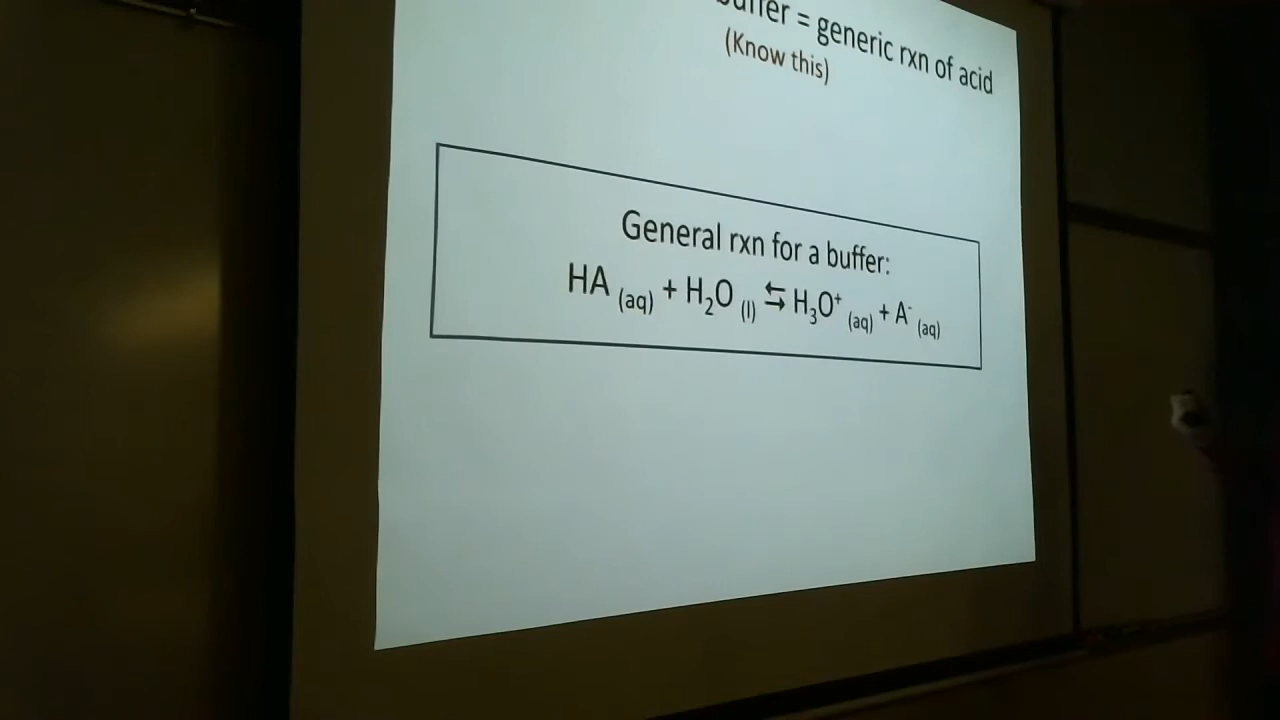 = generic rxn of acid
(Know this)
General rxn for a buffer:
HA (aq) + H₂O (l) ⇆ H₃O⁺ (aq) + A⁻ (aq)